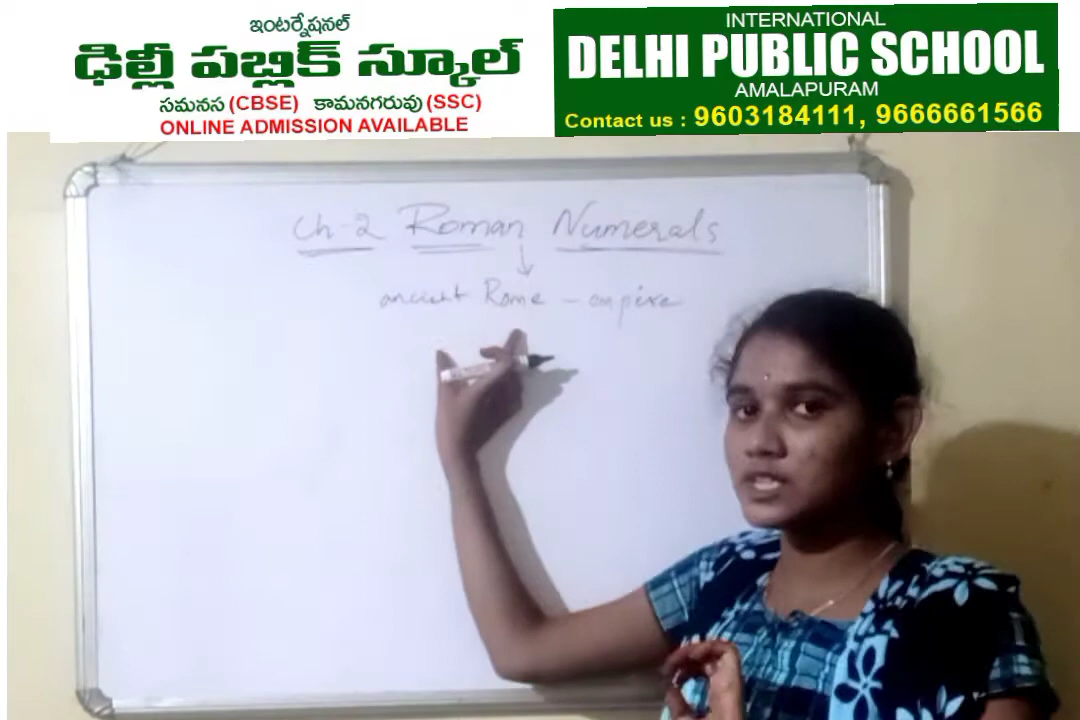 ఇంటర్నేషనల్
ఢిల్లీ పబ్లిక్ స్కూల్
సమనస (CBSE) కామనగరువు (SSC)
ONLINE ADMISSION AVAILABLE
INTERNATIONAL
DELHI PUBLIC SCHOOL
AMALAPURAM
Contact us : 9603184111, 9666661566
Ch-2 Roman Numerals
ancient Rome - empire